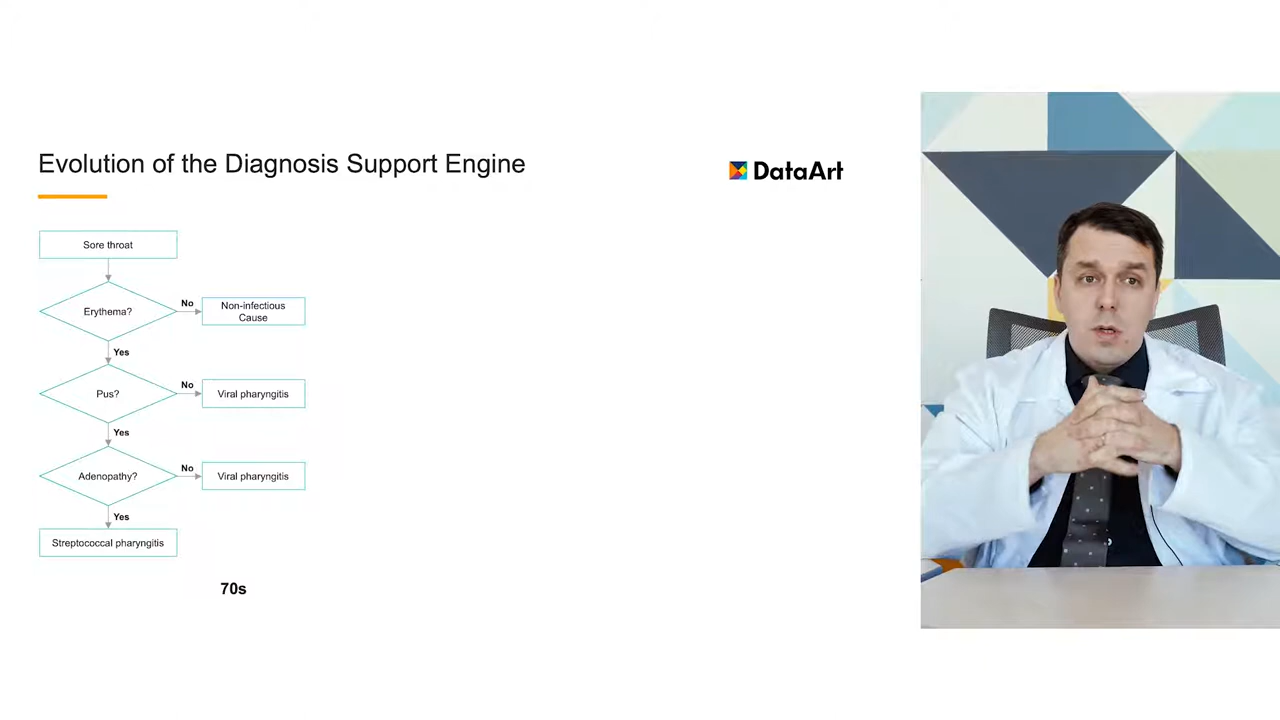 Evolution of the Diagnosis Support Engine
DataArt
Sore throat
Erythema?
No
Non-infectious
Cause
Yes
Pus?
No
Viral pharyngitis
Yes
Adenopathy?
No
Viral pharyngitis
Yes
Streptococcal pharyngitis
70s